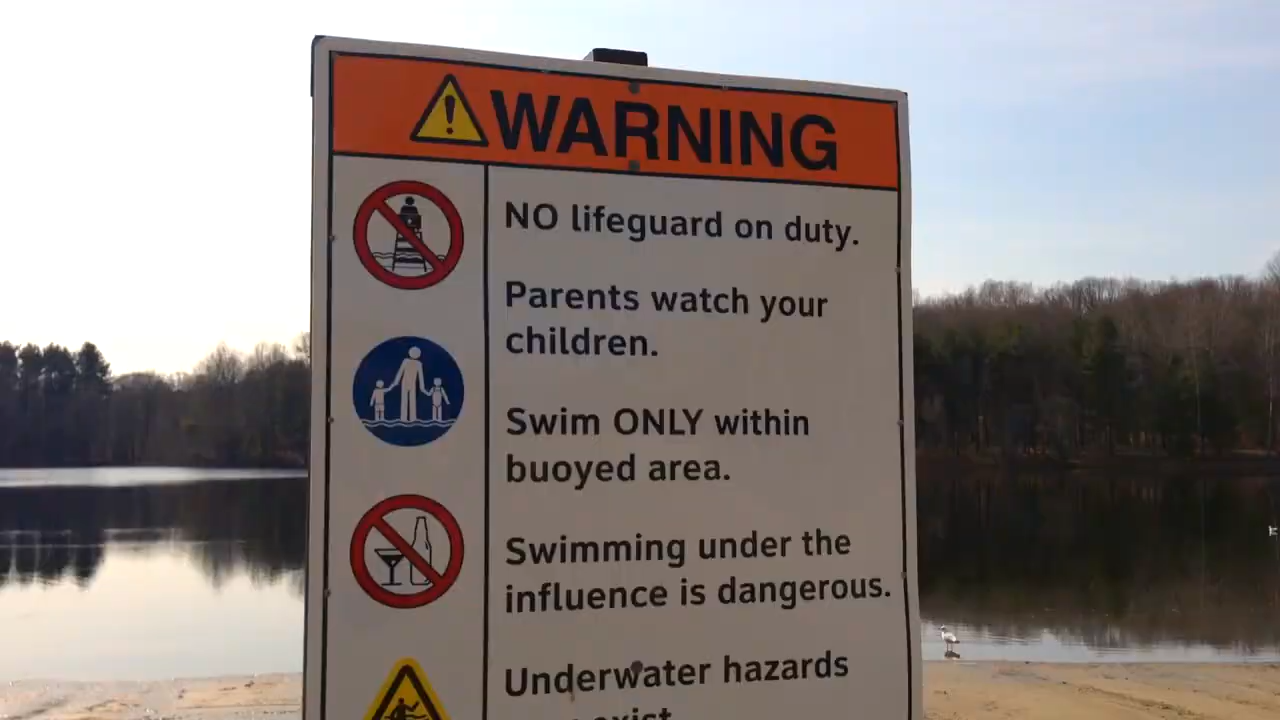 WARNING
NO lifeguard on duty.
Parents watch your
children.
Swim ONLY within
buoyed area.
Swimming under the
influence is dangerous.
Underwater hazards
exist